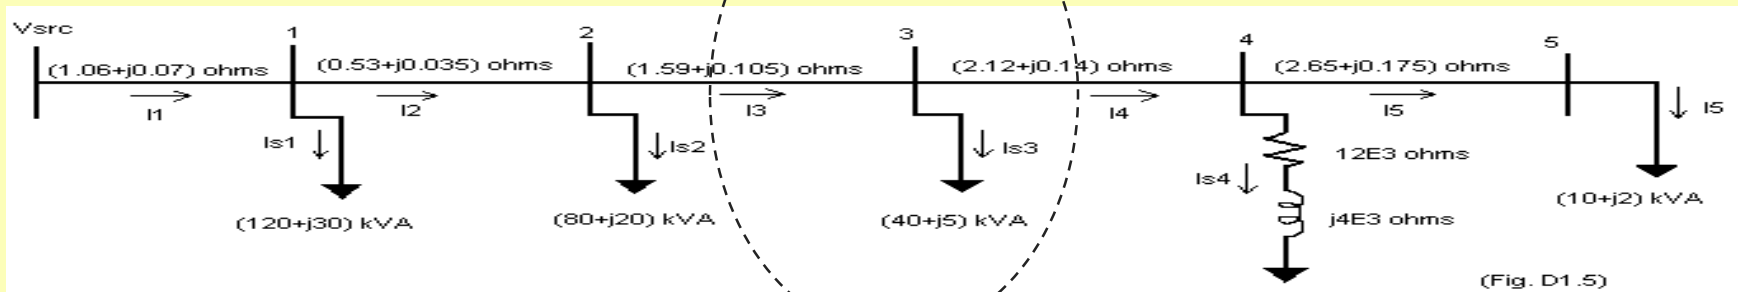 Vsrc
1
2
3
4
5
(1.06+j0.07) ohms
(0.53+j0.035) ohms
(1.59+j0.105) ohms
(2.12+j0.14) ohms
(2.65+j0.175) ohms
I1
I2
I3
I4
I5
I5
Is1
Is2
Is3
Is4
12E3 ohms
j4E3 ohms
(120+j30) kVA
(80+j20) kVA
(40+j5) kVA
(10+j2) kVA
(Fig. D1.5)